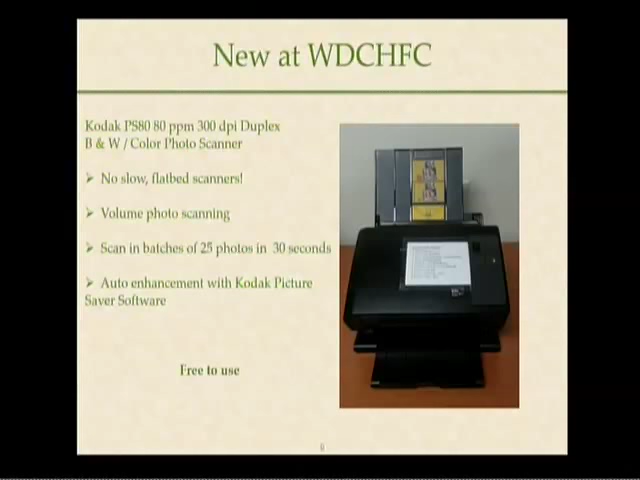 New at WDCHFC
Kodak PS80 80 ppm 300 dpi Duplex
B & W / Color Photo Scanner
➢ No slow, flatbed scanners!
➢ Volume photo scanning
➢ Scan in batches of 25 photos in 30 seconds
➢ Auto enhancement with Kodak Picture
Saver Software
Free to use